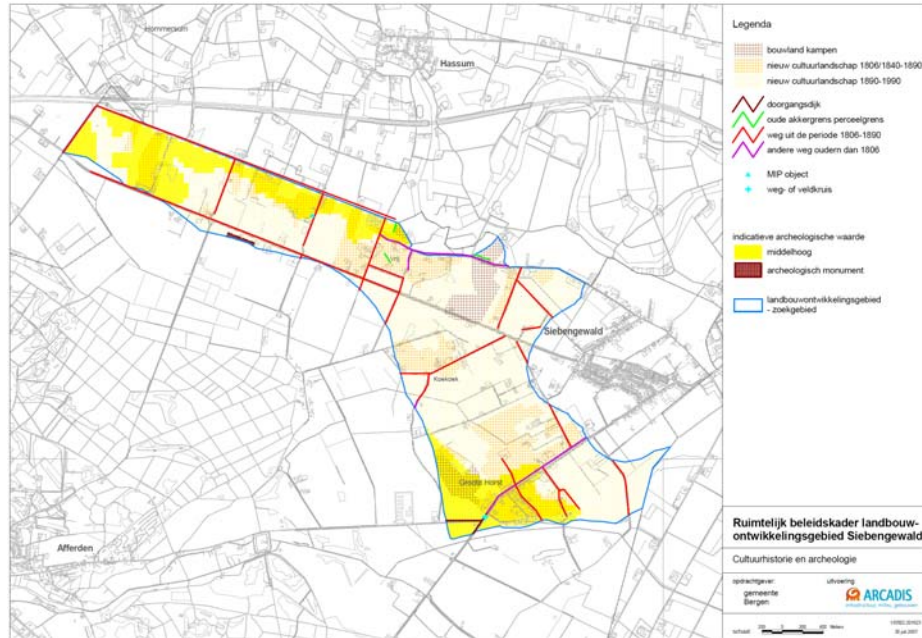 Hommersum
Hassum
Siebengewald
Koekoek
Groote Horst
Afferden
Legenda
bouwland kampen
nieuw cultuurlandschap 1806/1840-1890
nieuw cultuurlandschap 1890-1990
doorgangsdijk
oude akkergrens perceelgrens
weg uit de periode 1806-1890
andere weg oudern dan 1806
MIP object
weg- of veldkruis
indicatieve archeologische waarde
middelhoog
archeologisch monument
landbouwontwikkelingsgebied
- zoekgebied
Ruimtelijk beleidskader landbouw-
ontwikkelingsgebied Siebengewald
Cultuurhistorie en archeologie
opdrachtgever:
gemeente
Bergen
uitvoering:
ARCADIS
schaal:
Meters